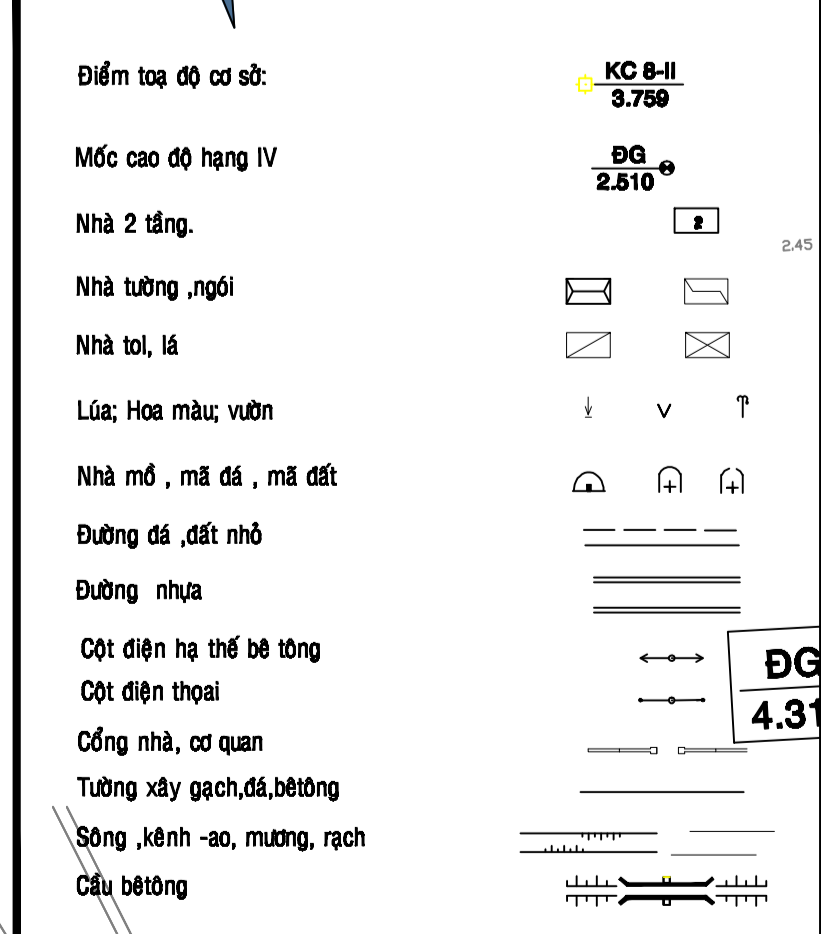 Điểm toạ độ cơ sở: KC 8-II
3.759
Mốc cao độ hạng IV ĐG
2.510
Nhà 2 tầng. 2
2.45
Nhà tường ,ngói
Nhà tol, lá
Lúa; Hoa màu; vườn
Nhà mồ , mã đá , mã đất
Đường đá ,đất nhỏ
Đường nhựa
Cột điện hạ thế bê tông
ĐG
Cột điện thọai
4.31
Cổng nhà, cơ quan
Tường xây gạch,đá,bêtông
Sông ,kênh -ao, mương, rạch
Cầu bêtông